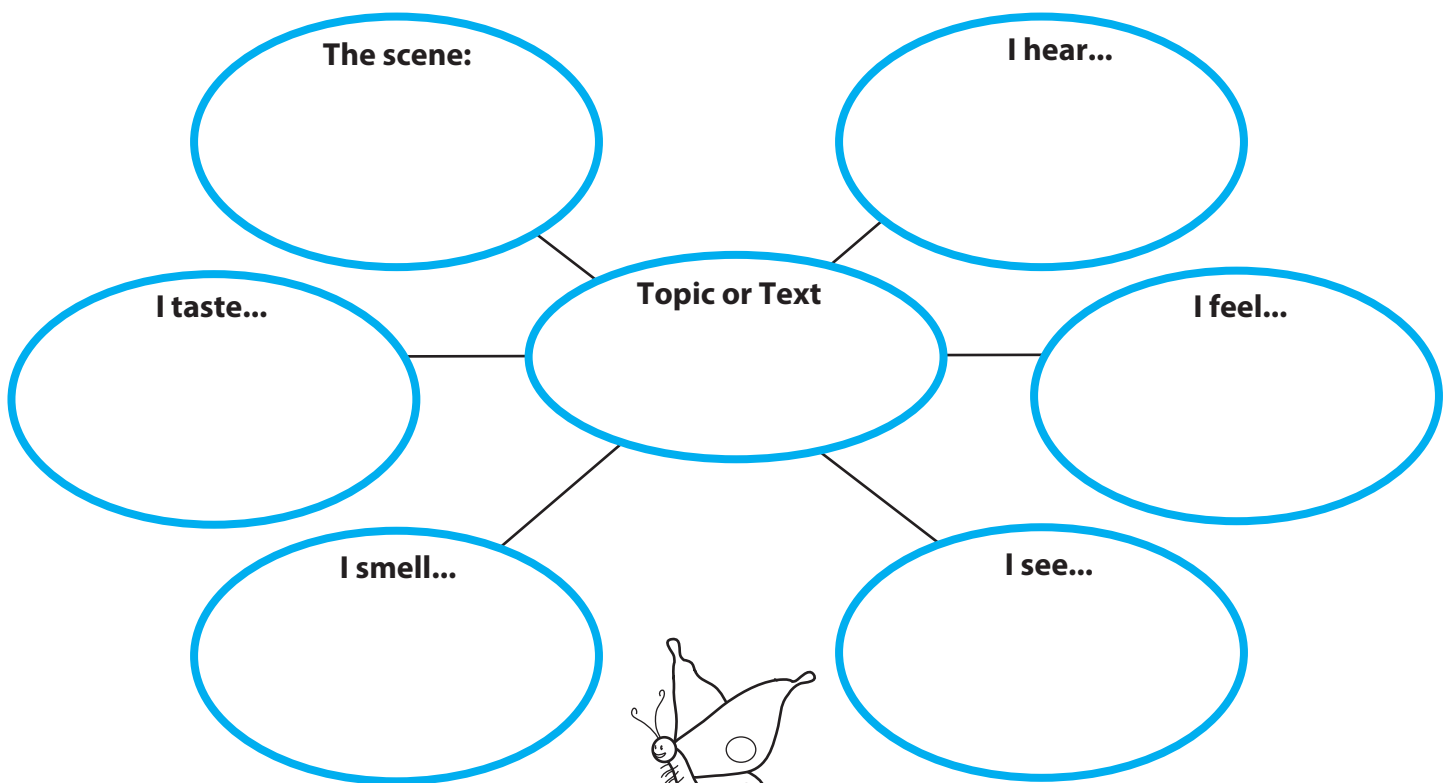 The scene:
I hear...
I taste...
Topic or Text
I feel...
I smell...
I see...